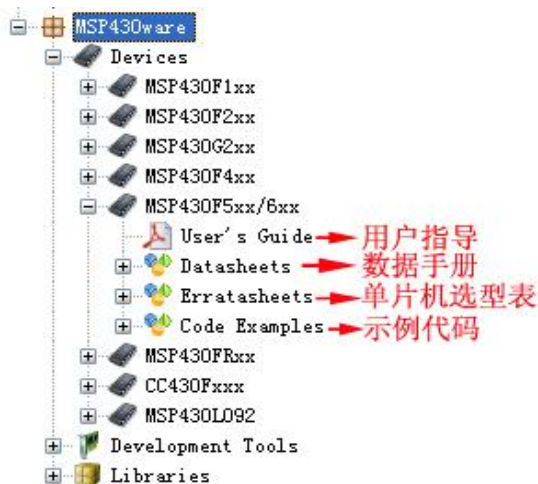 MSP430ware
Devices
MSP430F1xx
MSP430F2xx
MSP430G2xx
MSP430F4xx
MSP430F5xx/6xx
User's Guide 用户指导
Datasheets 数据手册
Erratasheets 单片机选型表
Code Examples 示例代码
MSP430FRxx
CC430Fxxx
MSP430L092
Development Tools
Libraries